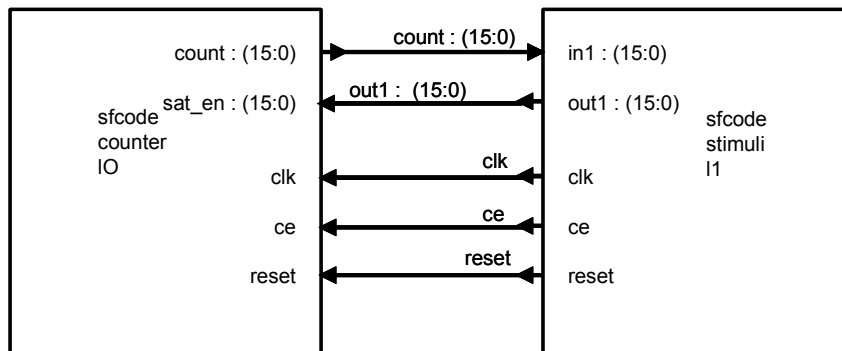 count : (15:0)
count : (15:0)
in1 : (15:0)
sat_en : (15:0)
out1 : (15:0)
out1 : (15:0)
sfcode
counter
IO
sfcode
stimuli
I1
clk
clk
clk
ce
ce
ce
reset
reset
reset